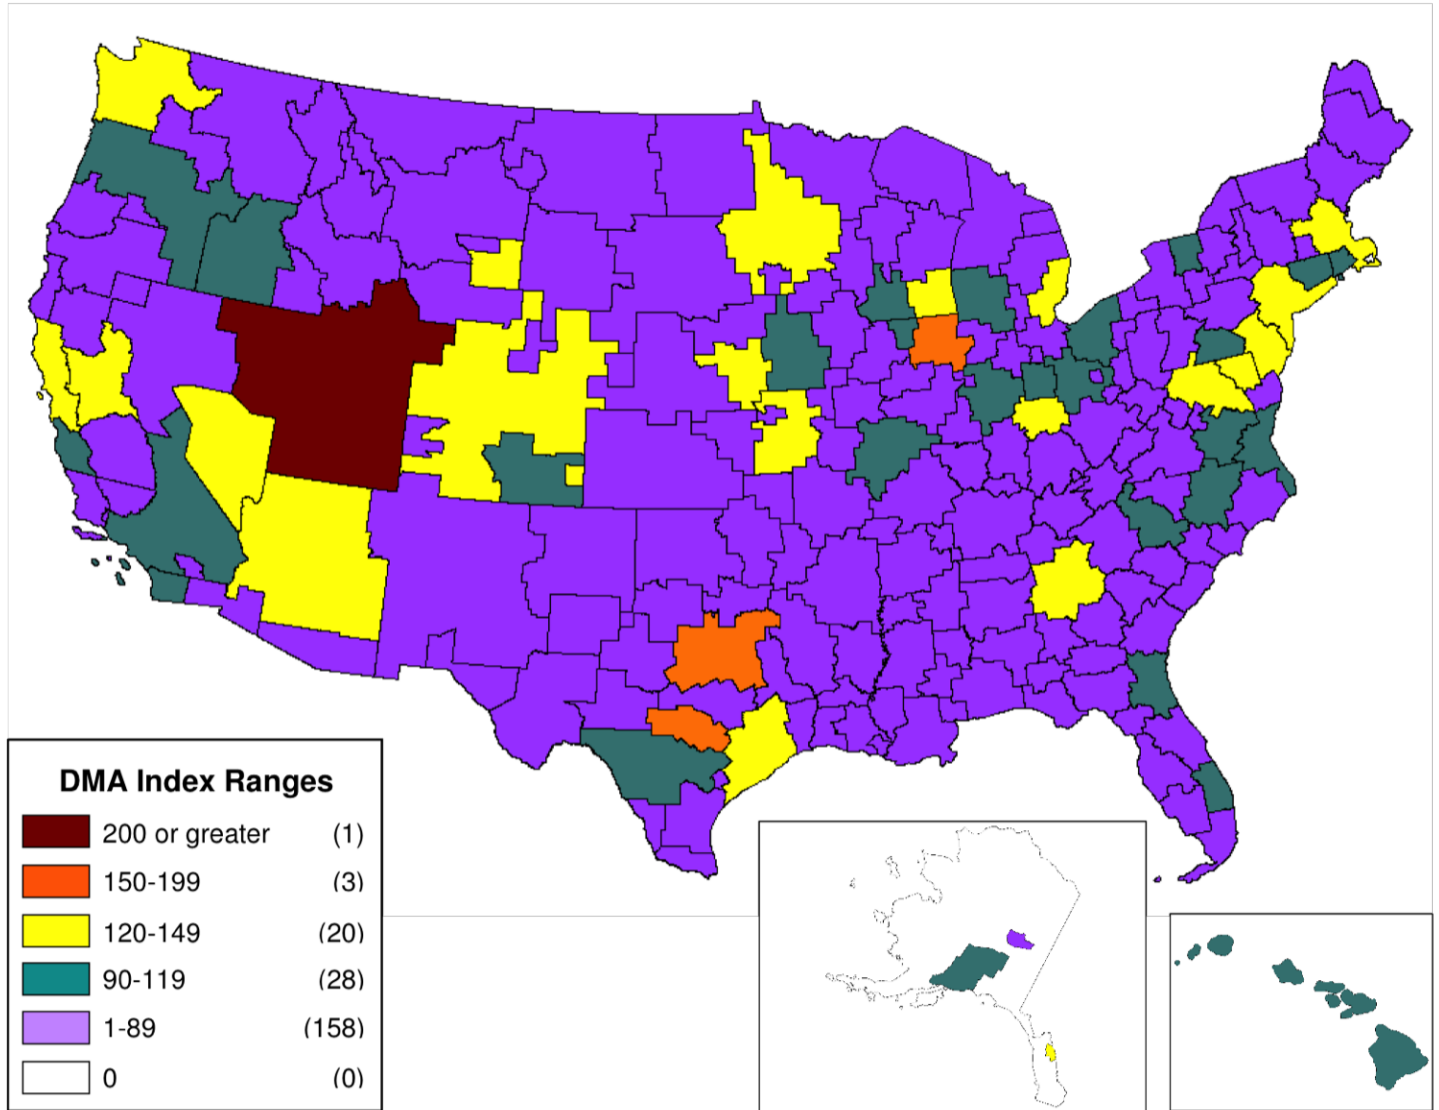 DMA Index Ranges
200 or greater (1)
150-199 (3)
120-149 (20)
90-119 (28)
1-89 (158)
0 (0)